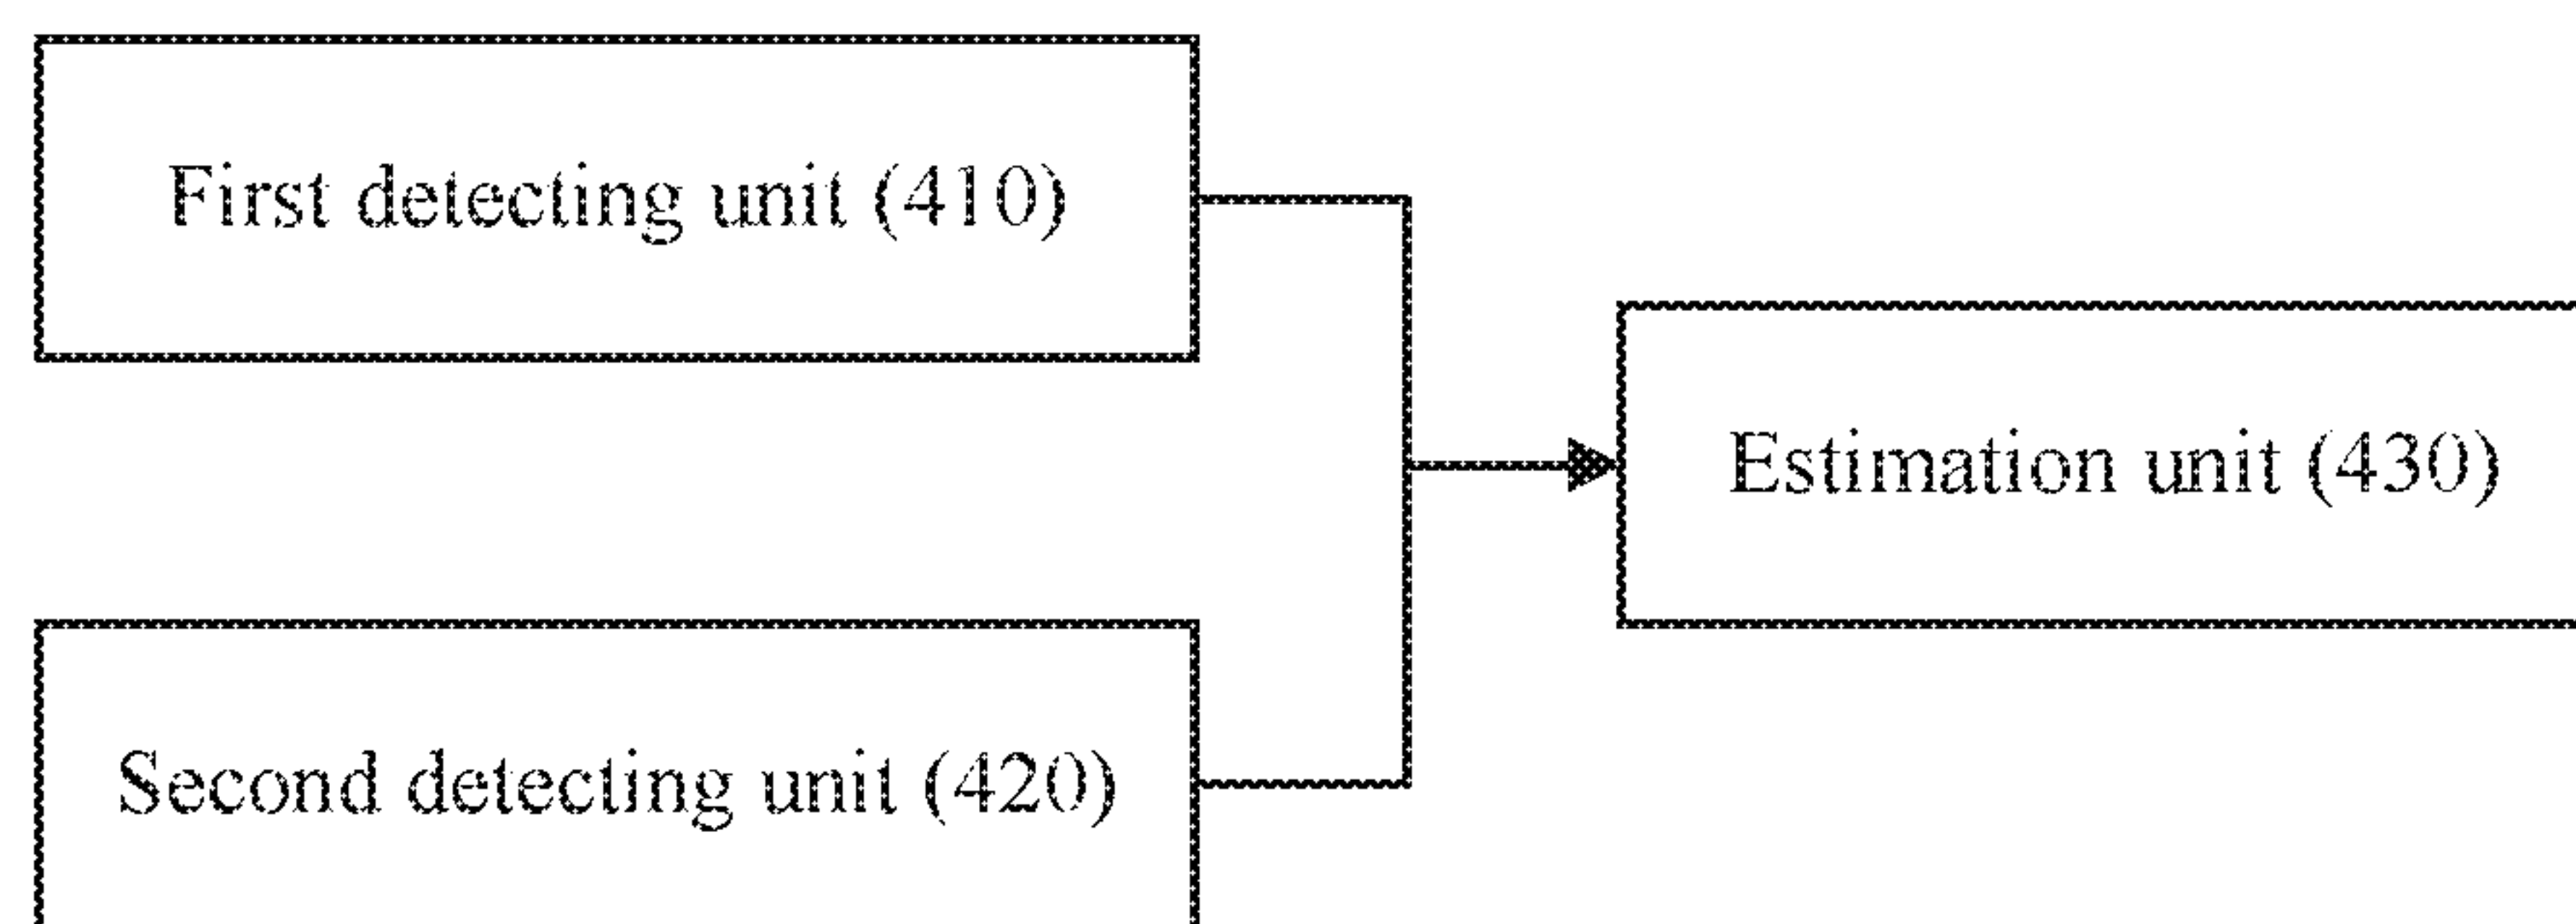 First detecting unit (410)
Estimation unit (430)
Second detecting unit (420)